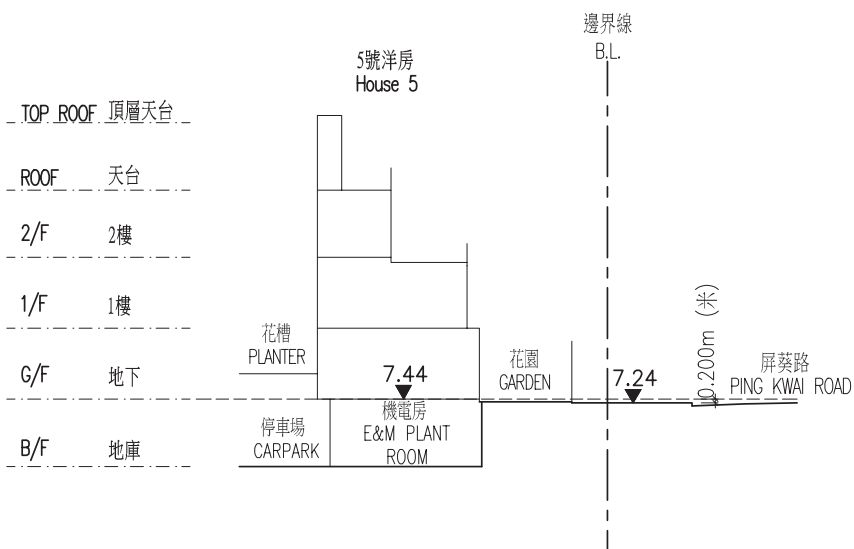 邊界線
B.L.
5號洋房
House 5
TOP ROOF 頂層天台
ROOF 天台
2/F 2樓
1/F 1樓
花槽
PLANTER
G/F 地下
7.44
花園
GARDEN
7.24
0.200m (米)
屏葵路
PING KWAI ROAD
B/F 地庫
停車場
CARPARK
機電房
E&M PLANT
ROOM